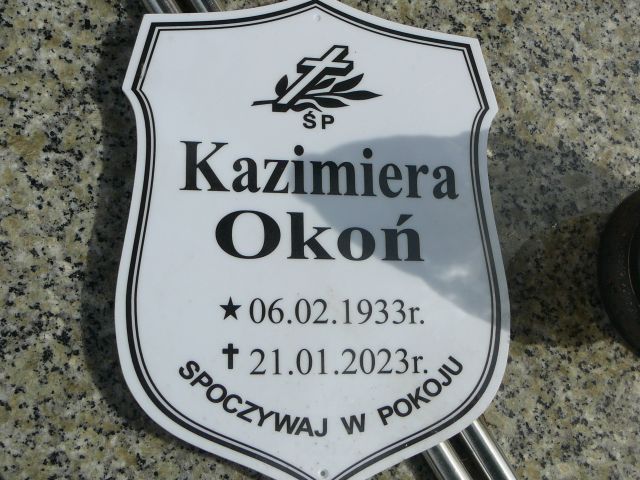 ŚP
Kazimiera
Okoń
★ 06.02.1933r.
✝ 21.01.2023r.
SPOCZYWAJ W POKOJU